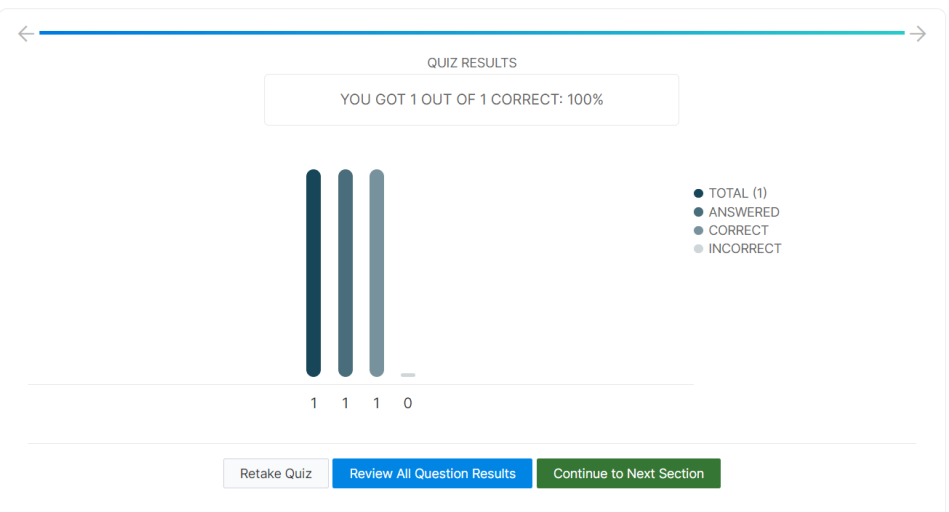 QUIZ RESULTS
YOU GOT 1 OUT OF 1 CORRECT: 100%
TOTAL (1)
ANSWERED
CORRECT
INCORRECT
1 1 1 0
Retake Quiz Review All Question Results Continue to Next Section